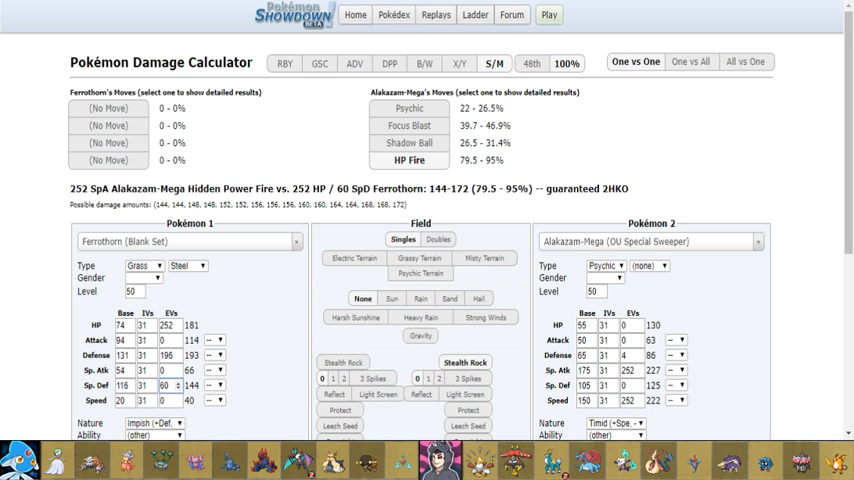 Pokémon
SHOWDOWN!
BETA
Home Pokédex Replays Ladder Forum Play
Pokémon Damage Calculator RBY GSC ADV DPP B/W X/Y S/M 48th 100% One vs One One vs All All vs One
Ferrothorn's Moves (select one to show detailed results) Alakazam-Mega's Moves (select one to show detailed results)
(No Move) 0 - 0% Psychic 22 - 26.5%
(No Move) 0 - 0% Focus Blast 39.7 - 46.9%
(No Move) 0 - 0% Shadow Ball 26.5 - 31.4%
(No Move) 0 - 0% HP Fire 79.5 - 95%
252 SpA Alakazam-Mega Hidden Power Fire vs. 252 HP / 60 SpD Ferrothorn: 144-172 (79.5 - 95%) -- guaranteed 2HKO
Possible damage amounts: (144, 144, 148, 148, 152, 152, 156, 156, 156, 160, 160, 164, 164, 168, 168, 172)
Pokémon 1 Field Pokémon 2
Ferrothorn (Blank Set) Singles Doubles Alakazam-Mega (OU Special Sweeper)
Electric Terrain Grassy Terrain Misty Terrain
Psychic Terrain
Type Grass Steel Type Psychic (none)
Gender Gender
Level 50 Level 50
None Sun Rain Sand Hail
Harsh Sunshine Heavy Rain Strong Winds
Gravity
Base IVs EVs Base IVs EVs
HP 74 31 252 181 HP 55 31 0 130
Attack 94 31 0 114 -- Attack 50 31 0 63 --
Defense 131 31 196 193 -- Defense 65 31 4 86 --
Sp. Atk 54 31 0 66 -- Sp. Atk 175 31 252 227 --
Sp. Def 116 31 60 144 -- Sp. Def 105 31 0 125 --
Speed 20 31 0 40 -- Speed 150 31 252 222 --
Stealth Rock Stealth Rock
0 1 2 3 Spikes 0 1 2 3 Spikes
Reflect Light Screen Reflect Light Screen
Protect Protect
Leech Seed Leech Seed
Nature Impish (+Def, Nature Timid (+Spe, -
Ability (other) Ability (other)